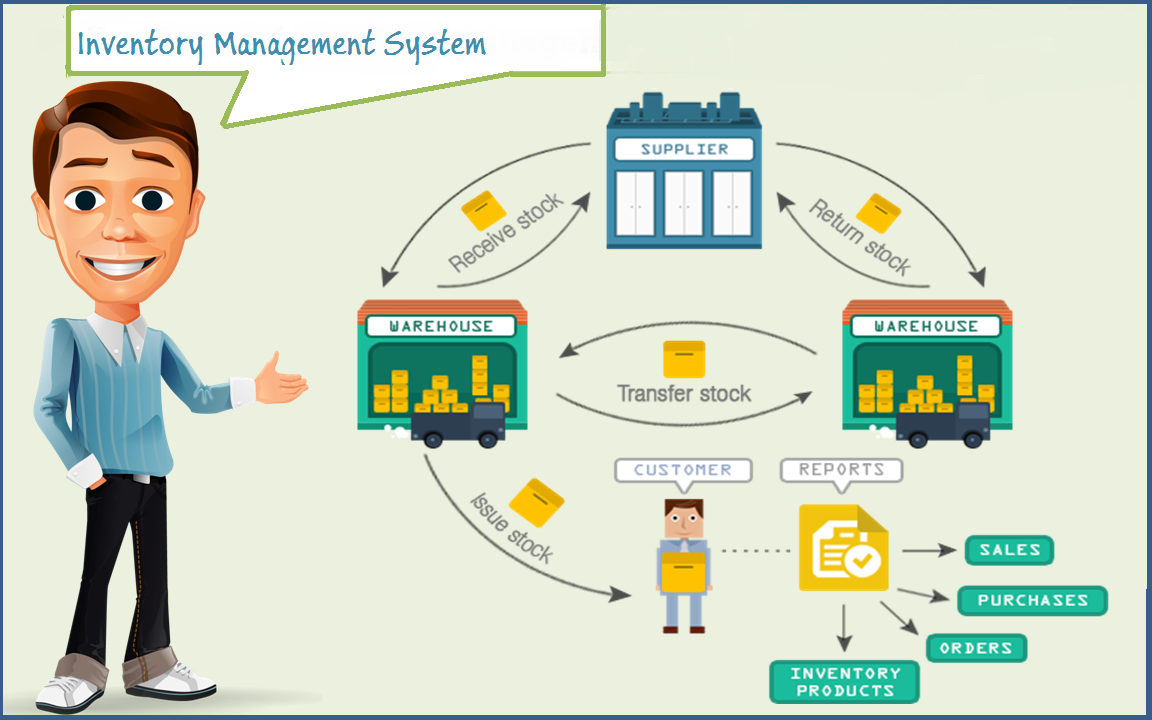 Inventory Management System
SUPPLIER
Receive stock
Return stock
WAREHOUSE
WAREHOUSE
Transfer stock
Issue stock
CUSTOMER
REPORTS
SALES
PURCHASES
ORDERS
INVENTORY
PRODUCTS